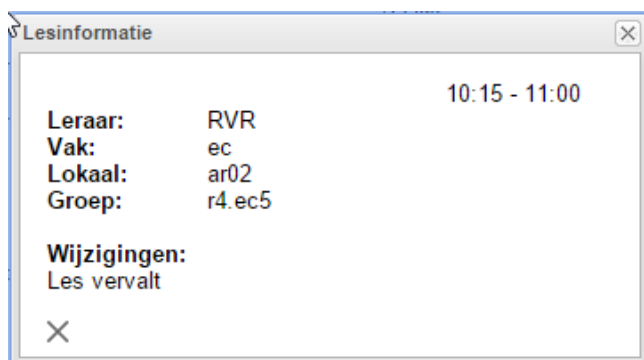 Lesinformatie
10:15 - 11:00
Leraar: RVR
Vak: ec
Lokaal: ar02
Groep: r4.ec5
Wijzigingen:
Les vervalt